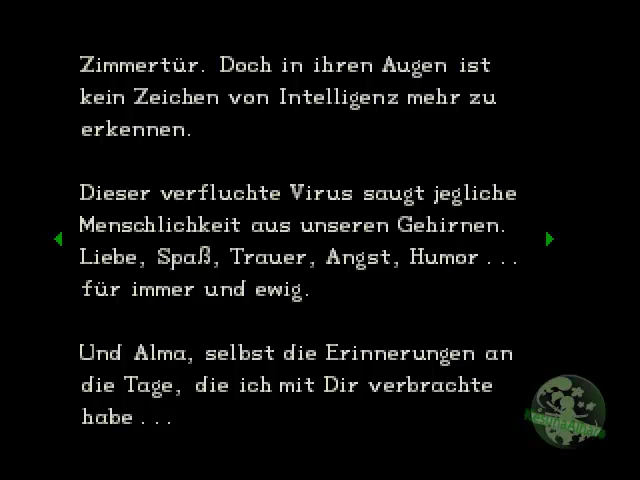 Zimmertür. Doch in ihren Augen ist
kein Zeichen von Intelligenz mehr zu
erkennen.
Dieser verfluchte Virus saugt jegliche
Menschlichkeit aus unseren Gehirnen.
Liebe, Spaß, Trauer, Angst, Humor . . .
für immer und ewig.
Und Alma, selbst die Erinnerungen an
die Tage, die ich mit Dir verbrachte
habe . . .